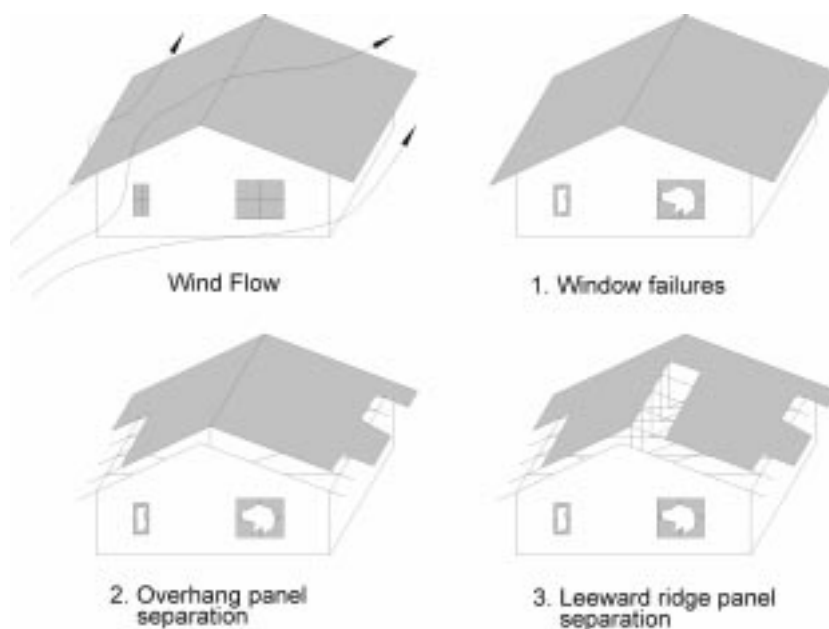 Wind Flow
1. Window failures
2. Overhang panel
separation
3. Leeward ridge panel
separation